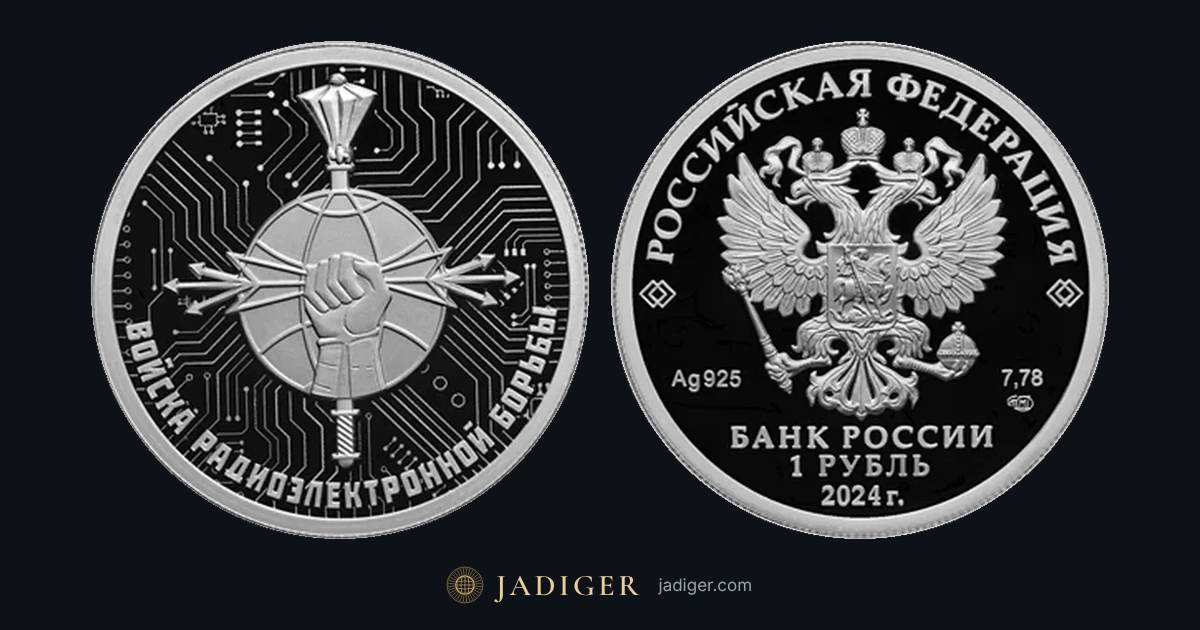 ВОЙСКА РАДИОЭЛЕКТРОННОЙ БОРЬБЫ
РОССИЙСКАЯ ФЕДЕРАЦИЯ
Ag925
7,78
БАНК РОССИИ
1 РУБЛЬ
2024 г.
JADIGER
jadiger.com